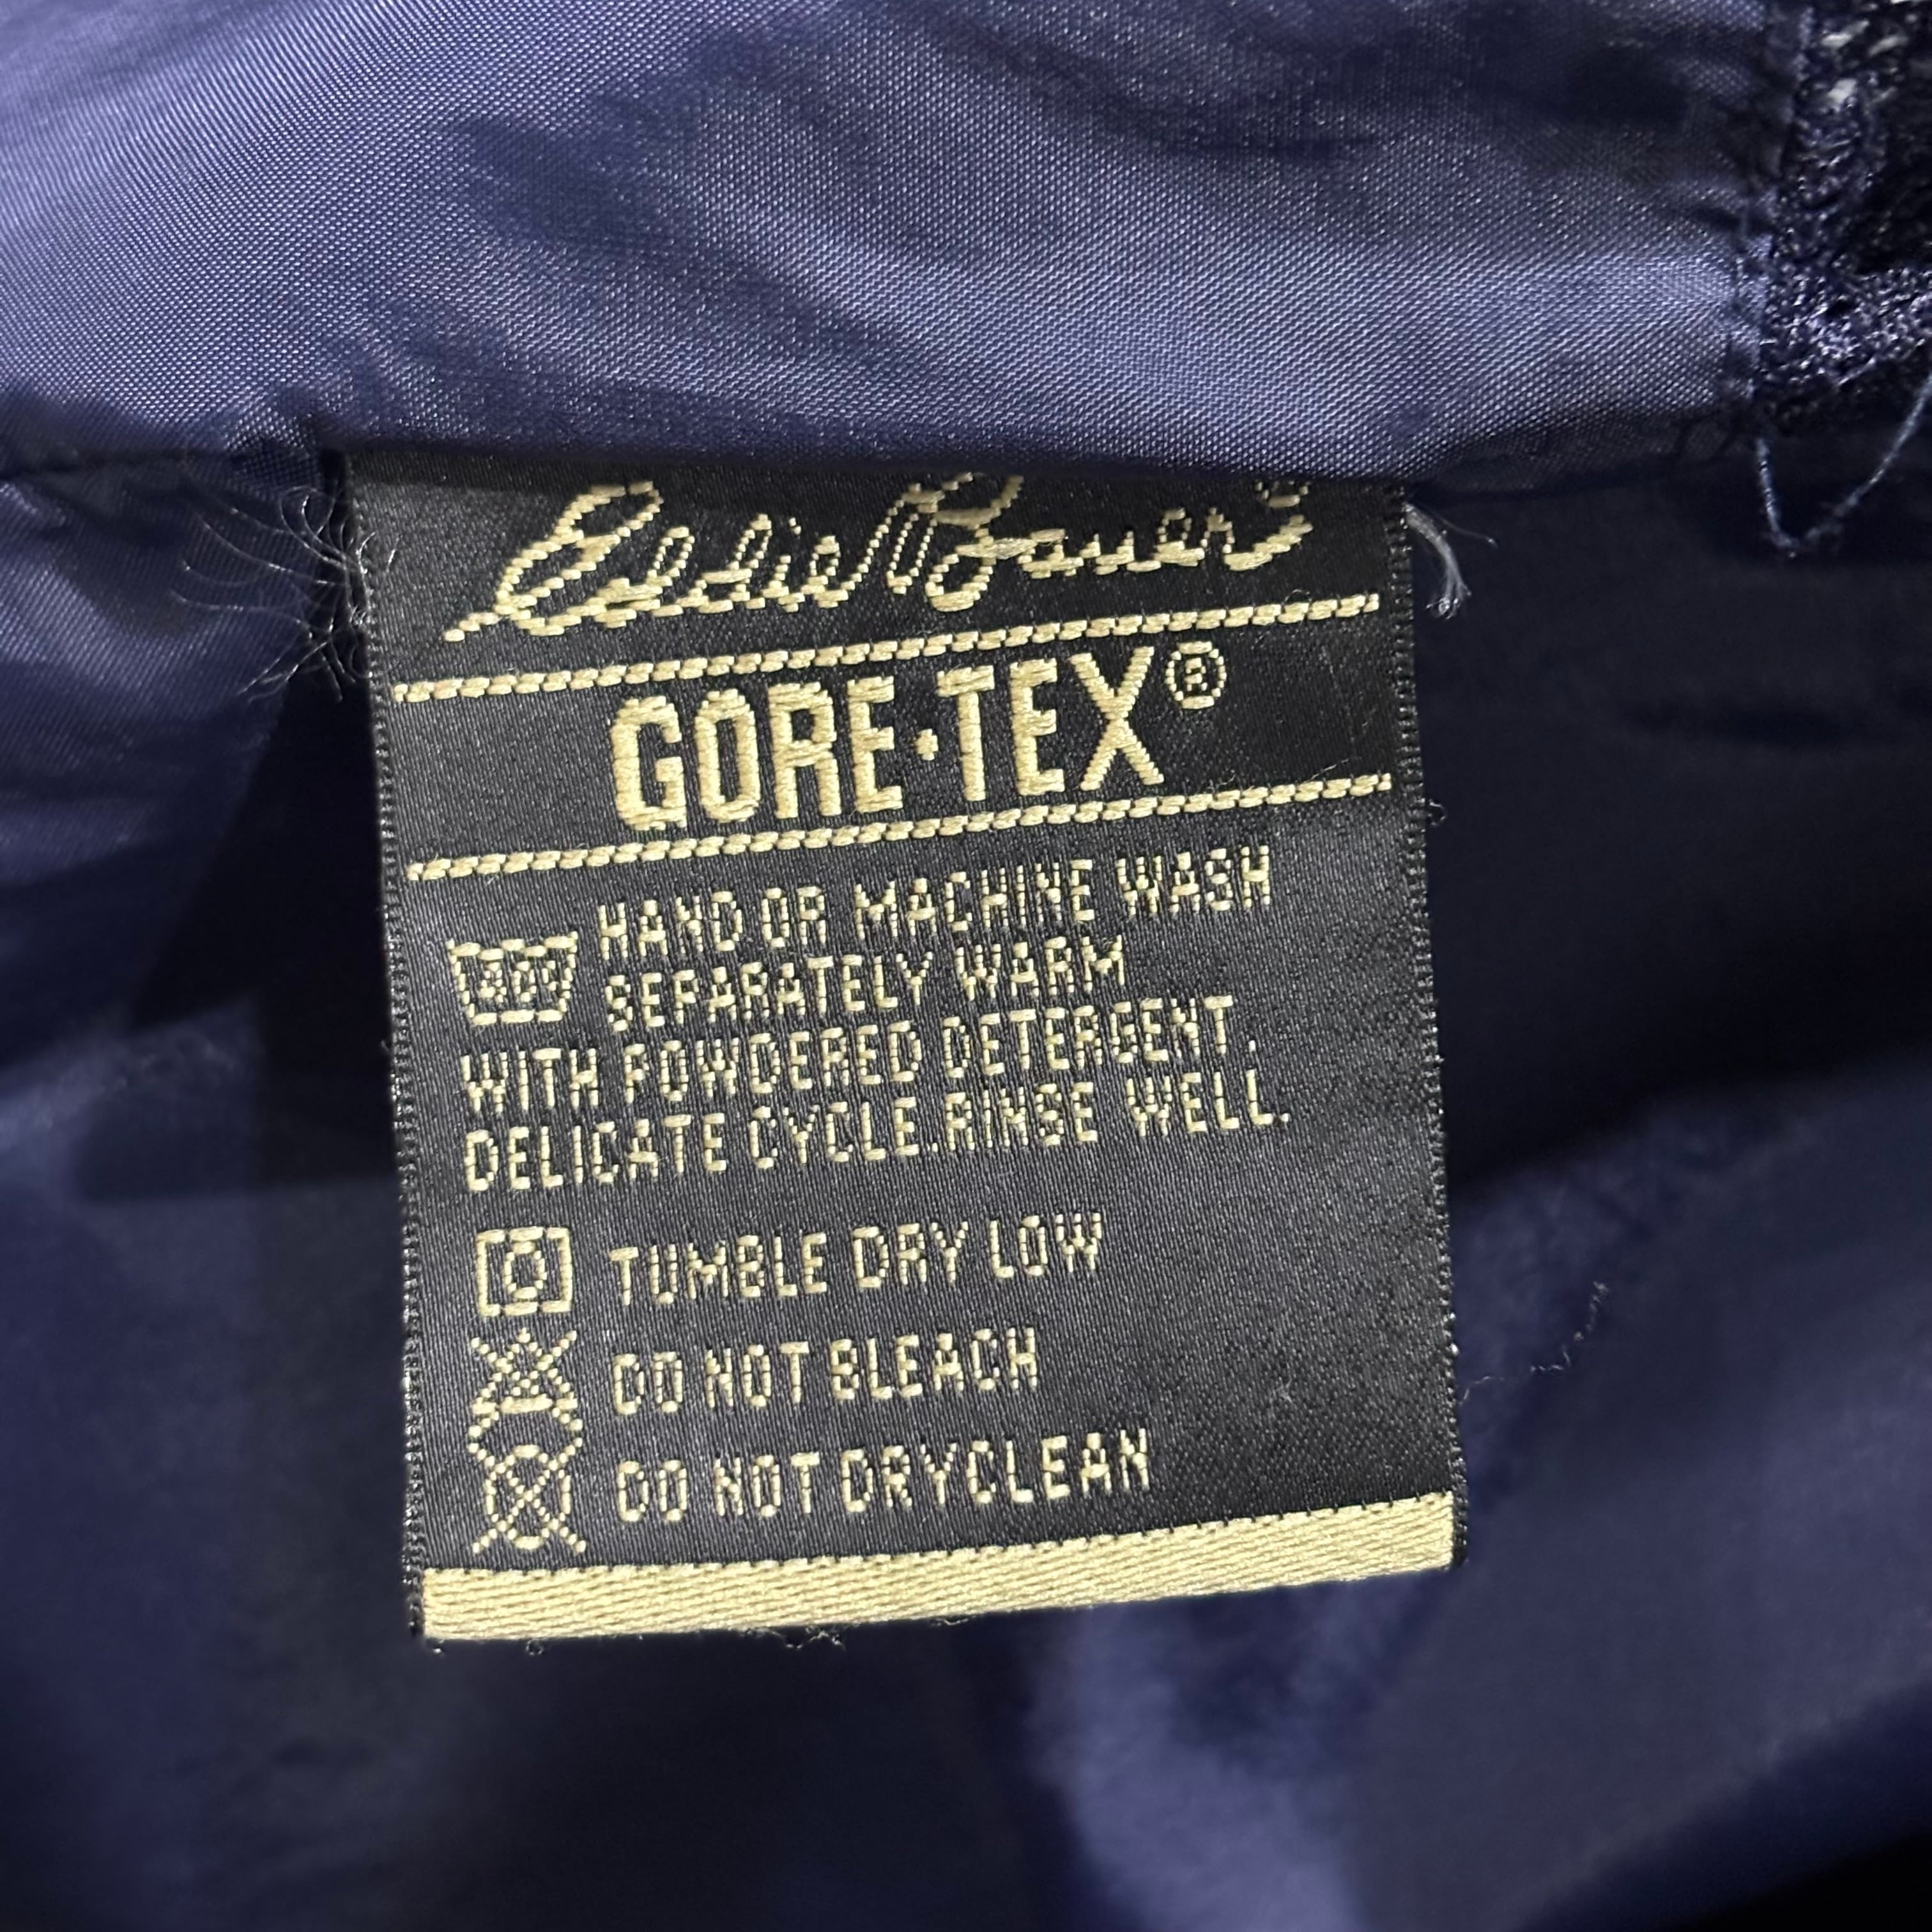 Eddie Bauer
GORE·TEX®
HAND OR MACHINE WASH
40° SEPARATELY WARM
WITH POWDERED DETERGENT.
DELICATE CYCLE.RINSE WELL.
TUMBLE DRY LOW
DO NOT BLEACH
DO NOT DRYCLEAN